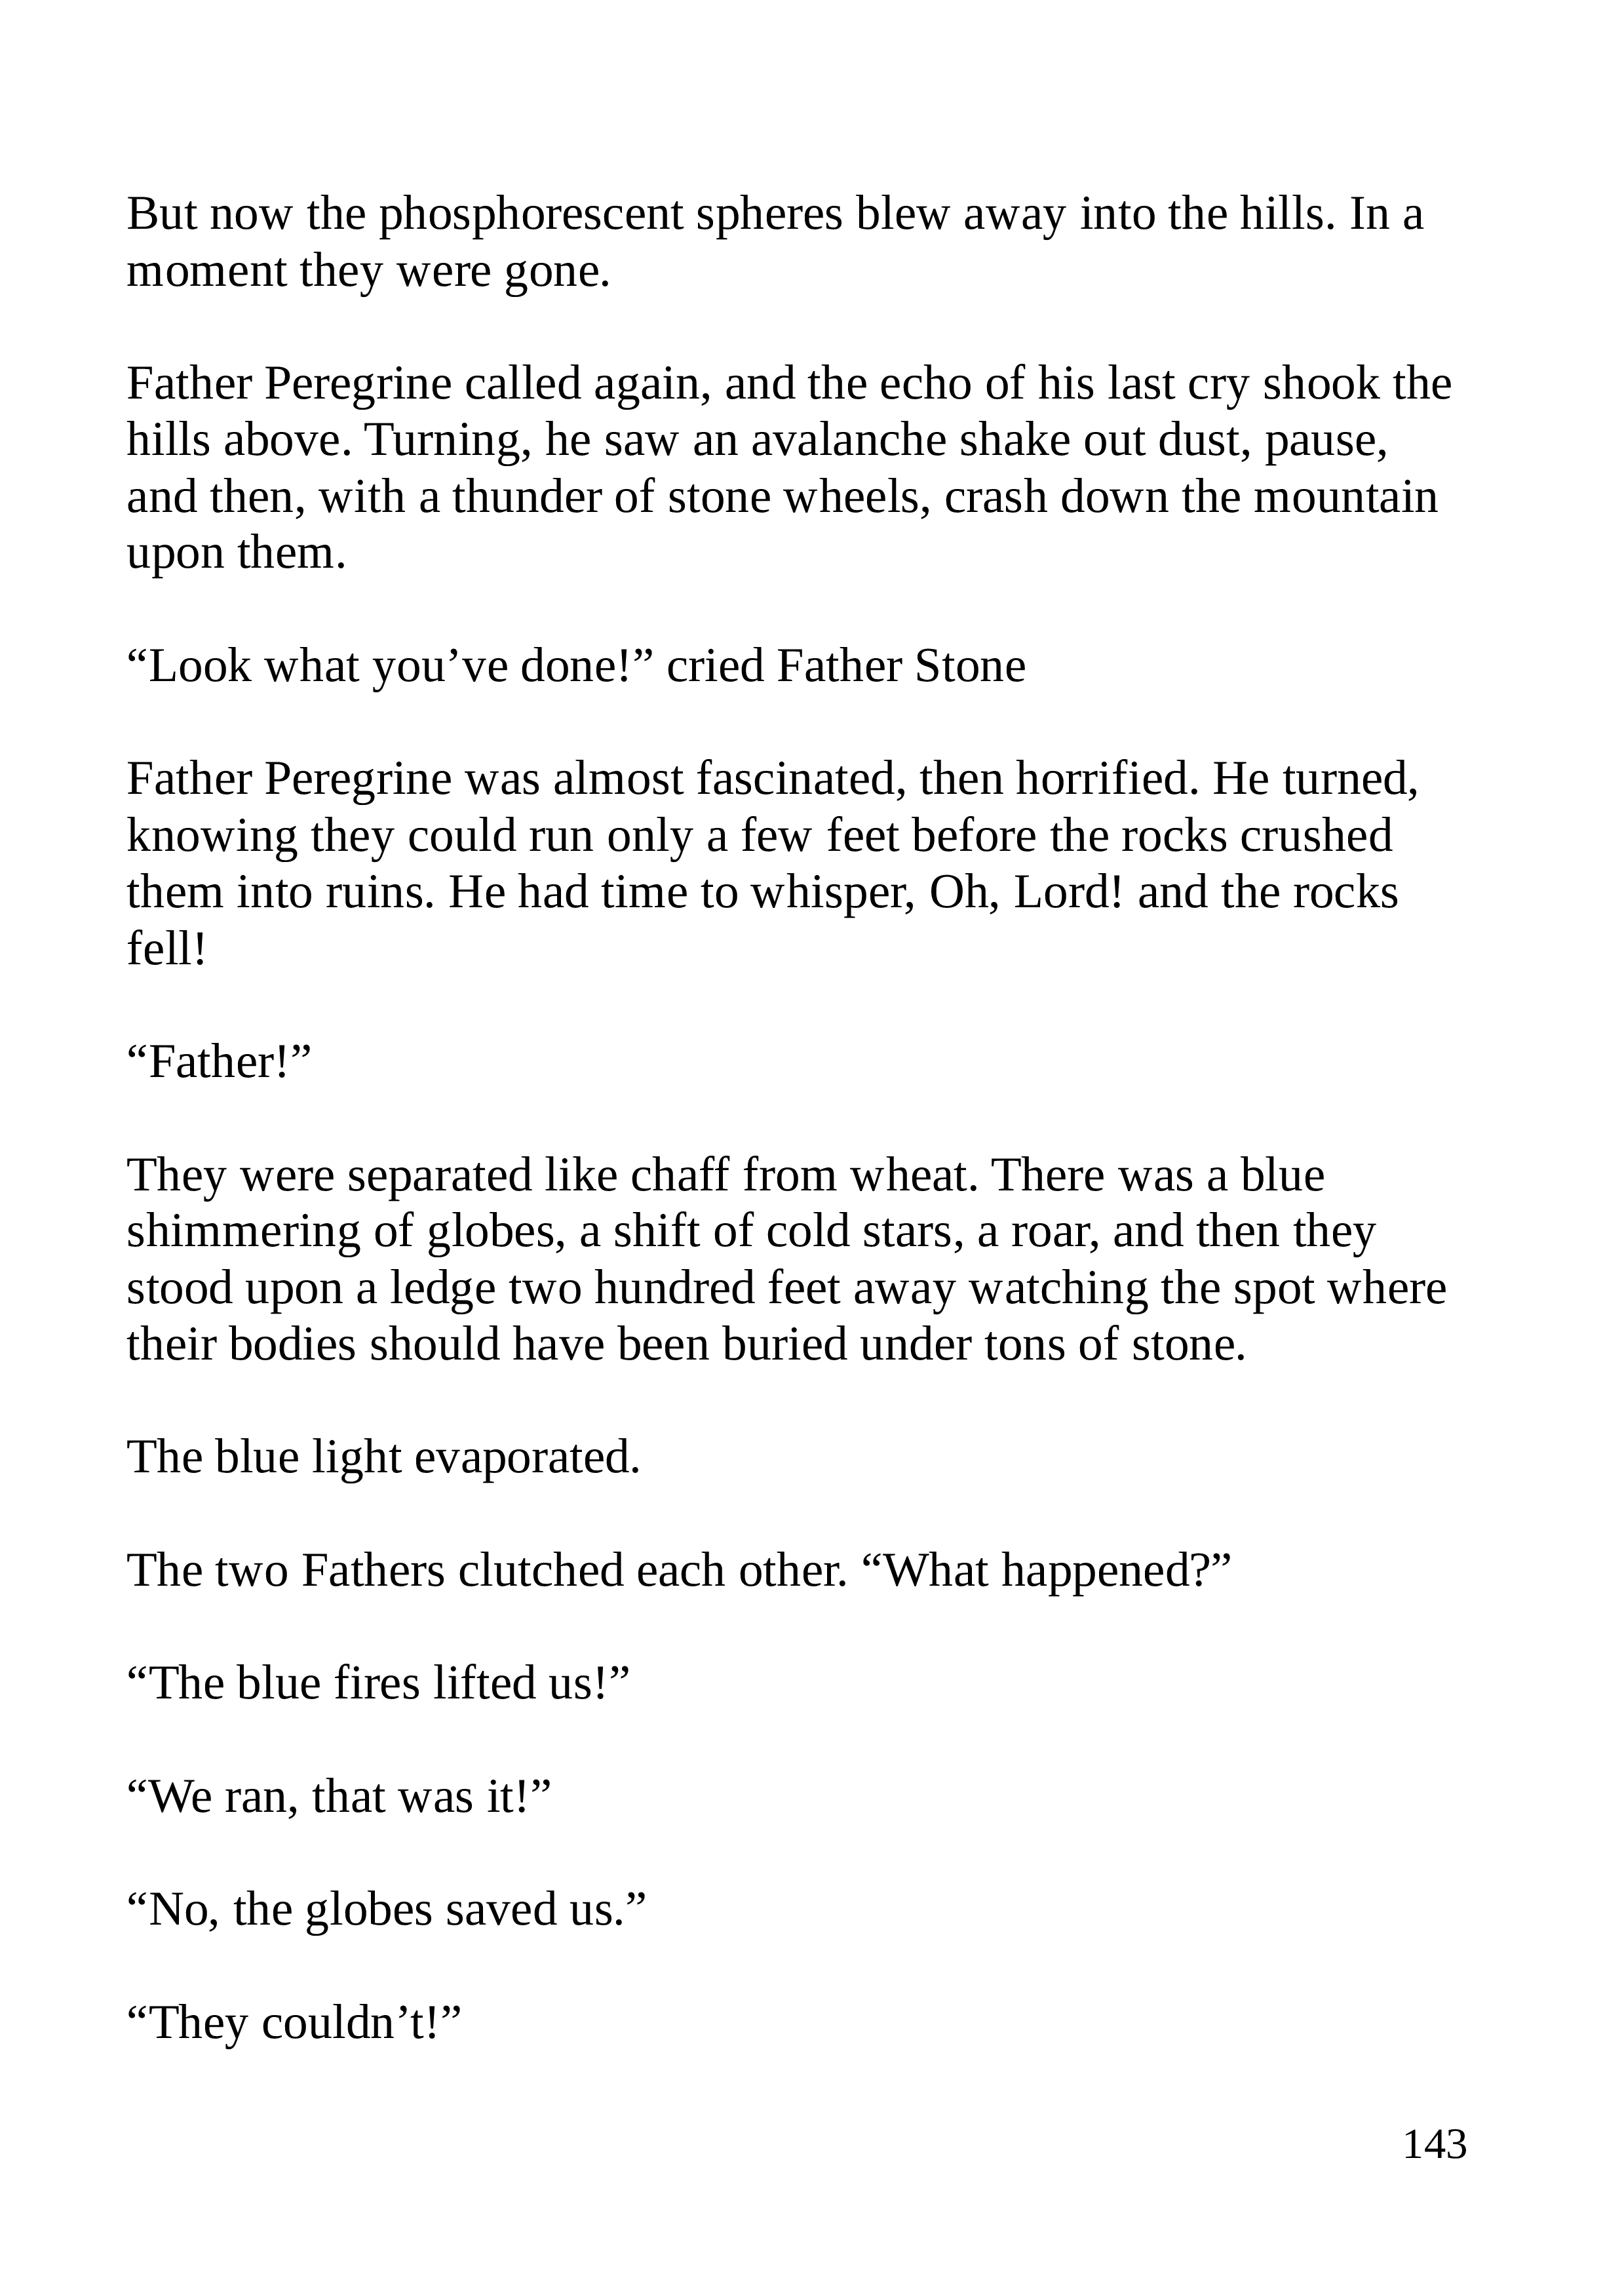 But now the phosphorescent spheres blew away into the hills. In a
moment they were gone.
Father Peregrine called again, and the echo of his last cry shook the
hills above. Turning, he saw an avalanche shake out dust, pause,
and then, with a thunder of stone wheels, crash down the mountain
upon them.
“Look what you’ve done!” cried Father Stone
Father Peregrine was almost fascinated, then horrified. He turned,
knowing they could run only a few feet before the rocks crushed
them into ruins. He had time to whisper, Oh, Lord! and the rocks
fell!
“Father!”
They were separated like chaff from wheat. There was a blue
shimmering of globes, a shift of cold stars, a roar, and then they
stood upon a ledge two hundred feet away watching the spot where
their bodies should have been buried under tons of stone.
The blue light evaporated.
The two Fathers clutched each other. “What happened?”
“The blue fires lifted us!”
“We ran, that was it!”
“No, the globes saved us.”
“They couldn’t!”
143